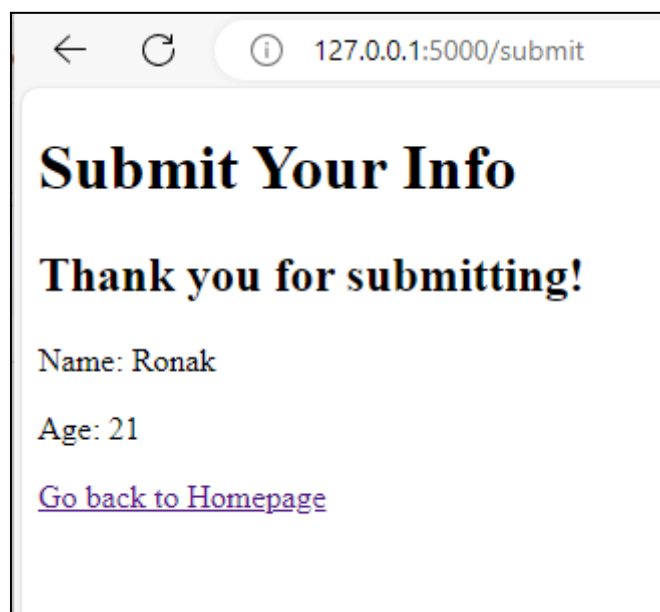 127.0.0.1:5000/submit
Submit Your Info
Thank you for submitting!
Name: Ronak
Age: 21
Go back to Homepage